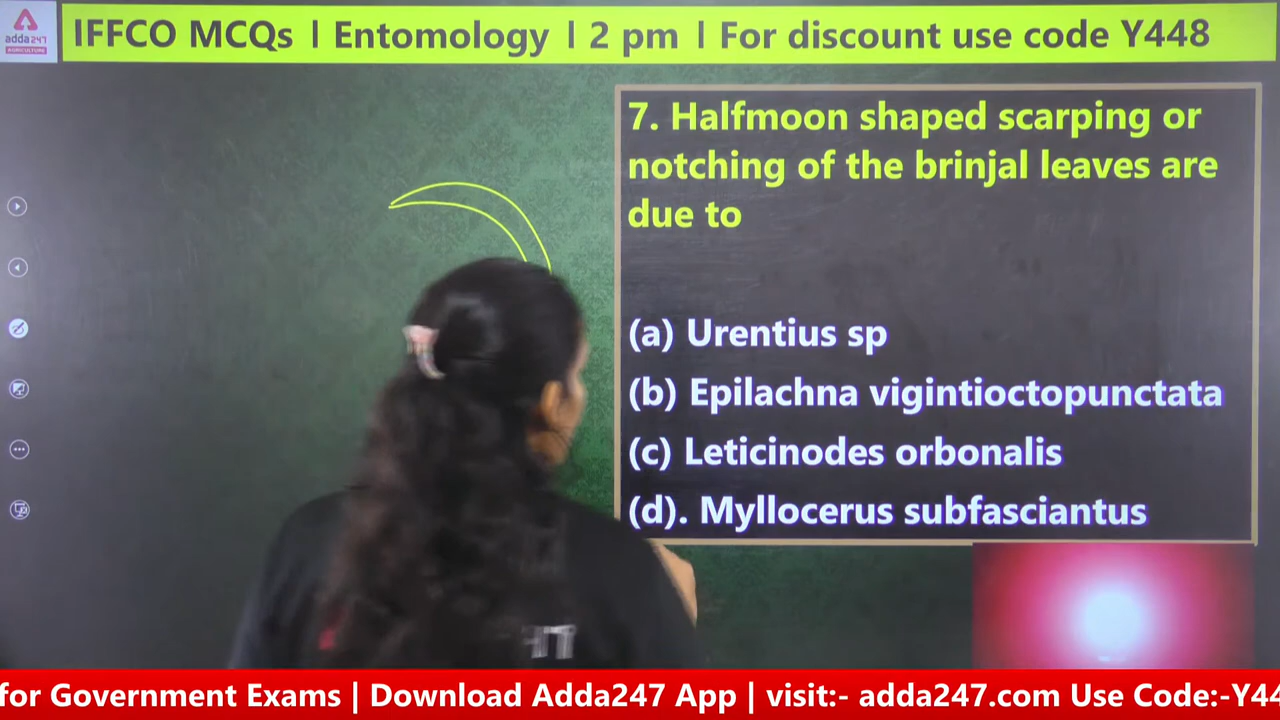 adda247
AGRICULTURE
IFFCO MCQs I Entomology I 2 pm I For discount use code Y448
7. Halfmoon shaped scarping or
notching of the brinjal leaves are
due to
(a) Urentius sp
(b) Epilachna vigintioctopunctata
(c) Leticinodes orbonalis
(d). Myllocerus subfasciantus
for Government Exams | Download Adda247 App | visit:- adda247.com Use Code:-Y44